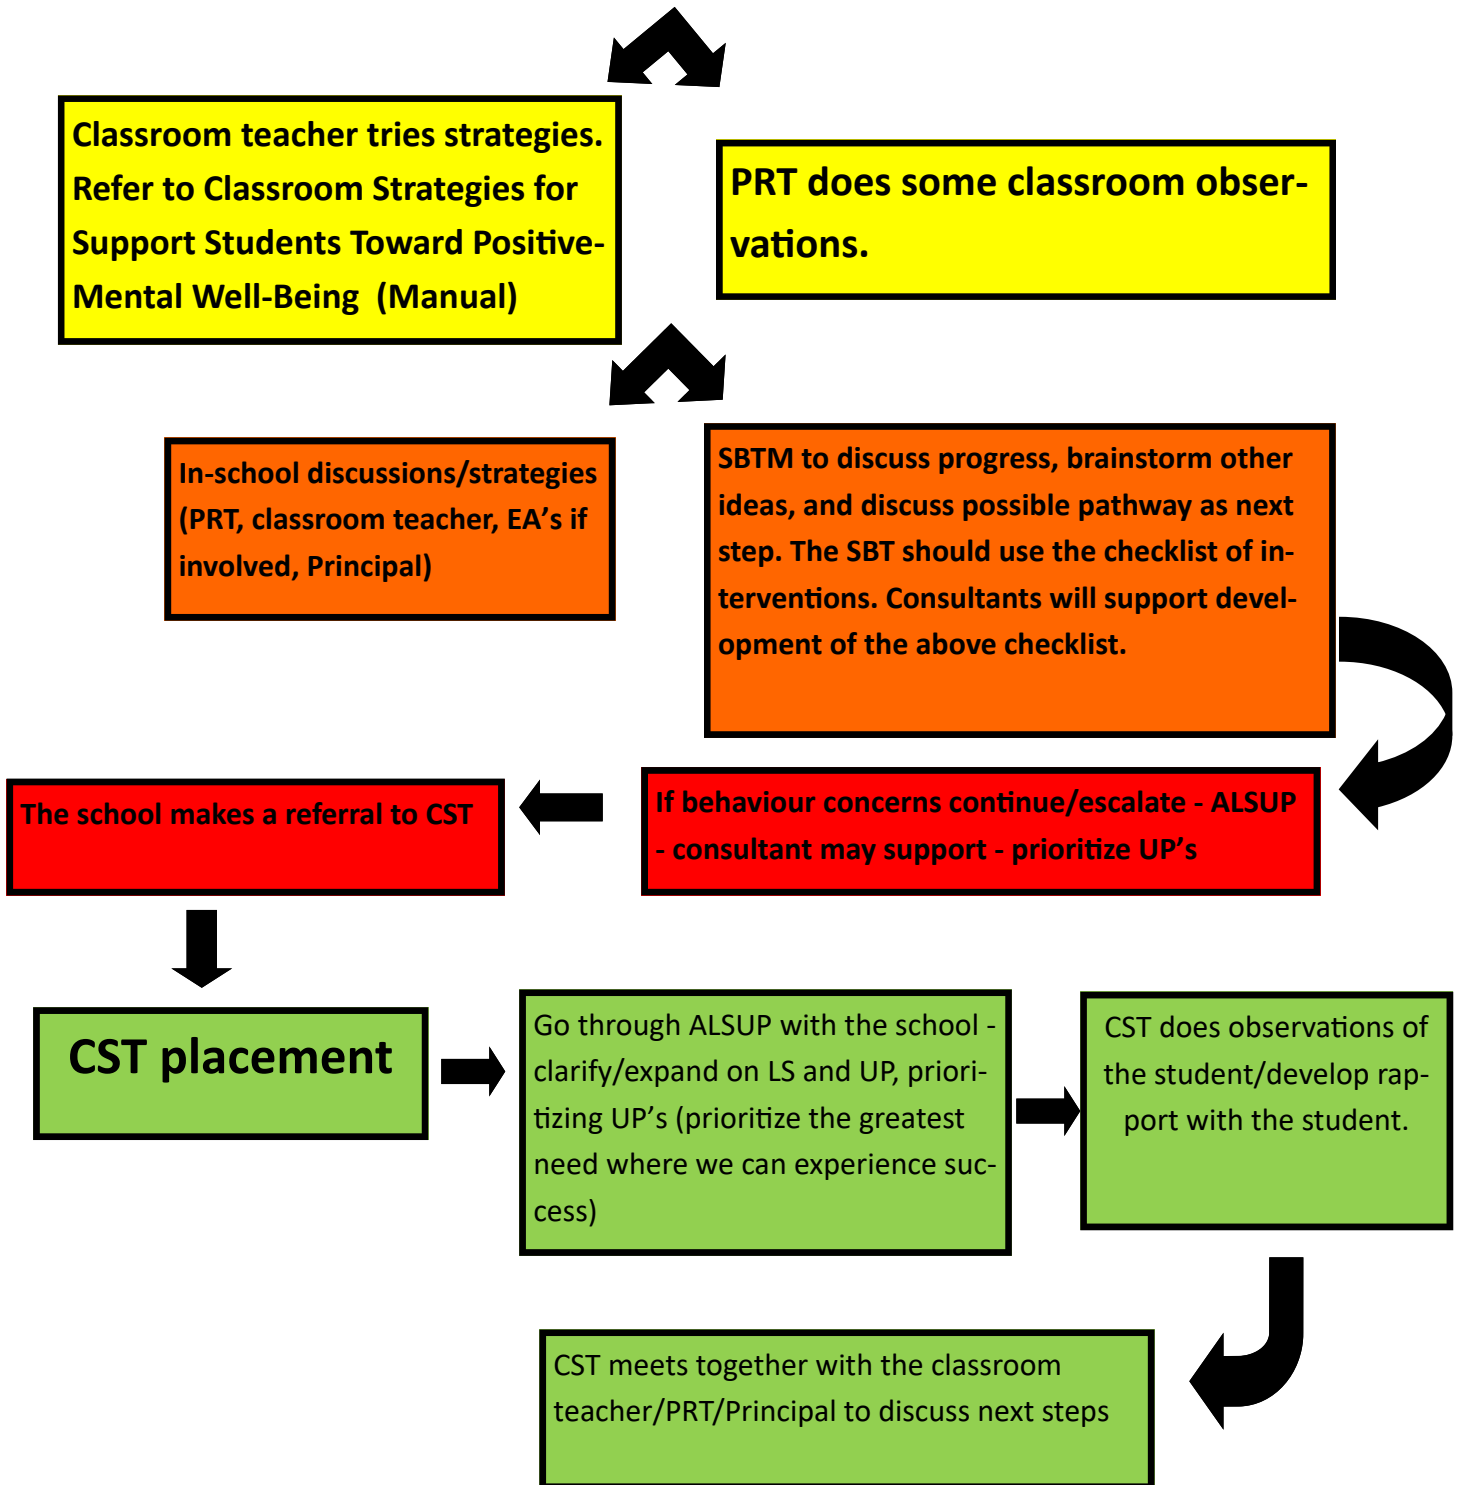 Classroom teacher tries strategies.
Refer to Classroom Strategies for
Support Students Toward Positive-
Mental Well-Being  (Manual)
PRT does some classroom obser-
vations.
In-school discussions/strategies
(PRT, classroom teacher, EA’s if
involved, Principal)
SBTM to discuss progress, brainstorm other
ideas, and discuss possible pathway as next
step. The SBT should use the checklist of in-
terventions. Consultants will support devel-
opment of the above checklist.
If behaviour concerns continue/escalate - ALSUP
- consultant may support - prioritize UP’s
The school makes a referral to CST
CST placement
Go through ALSUP with the school -
clarify/expand on LS and UP, priori-
tizing UP’s (prioritize the greatest
need where we can experience suc-
cess)
CST does observations of
the student/develop rap-
port with the student.
CST meets together with the classroom
teacher/PRT/Principal to discuss next steps